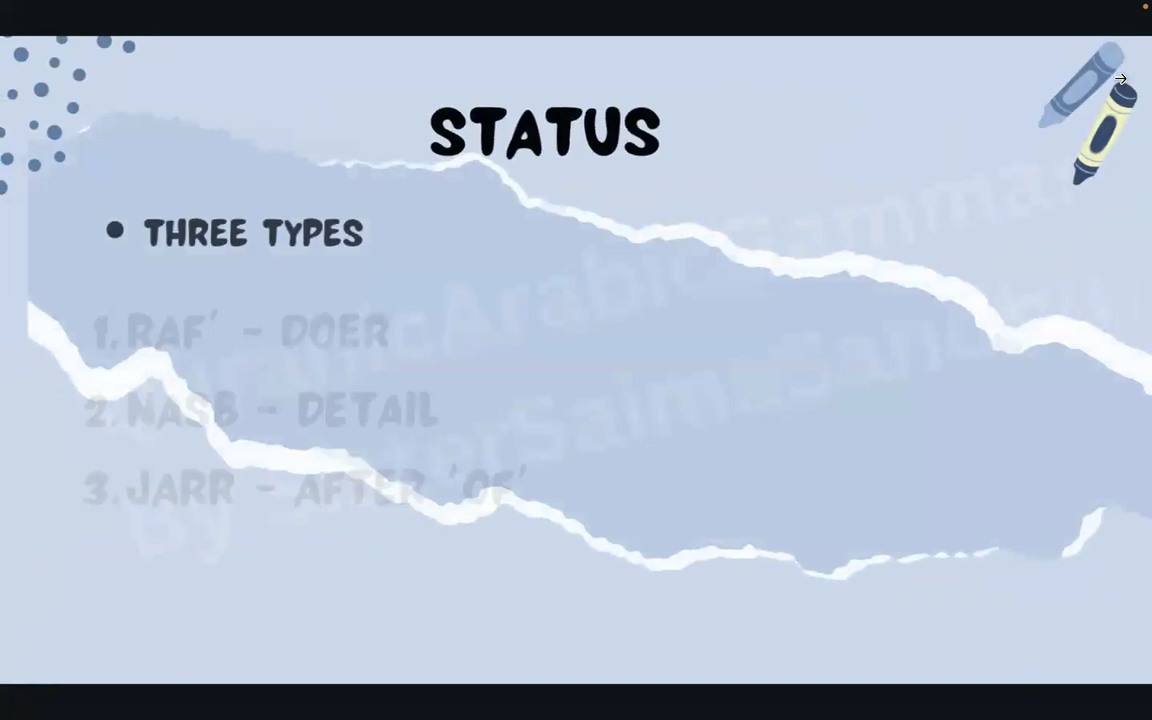 STATUS
• THREE TYPES
1. RAF' - DOER
2. NASB - DETAIL
3. JARR - AFTER 'OF'